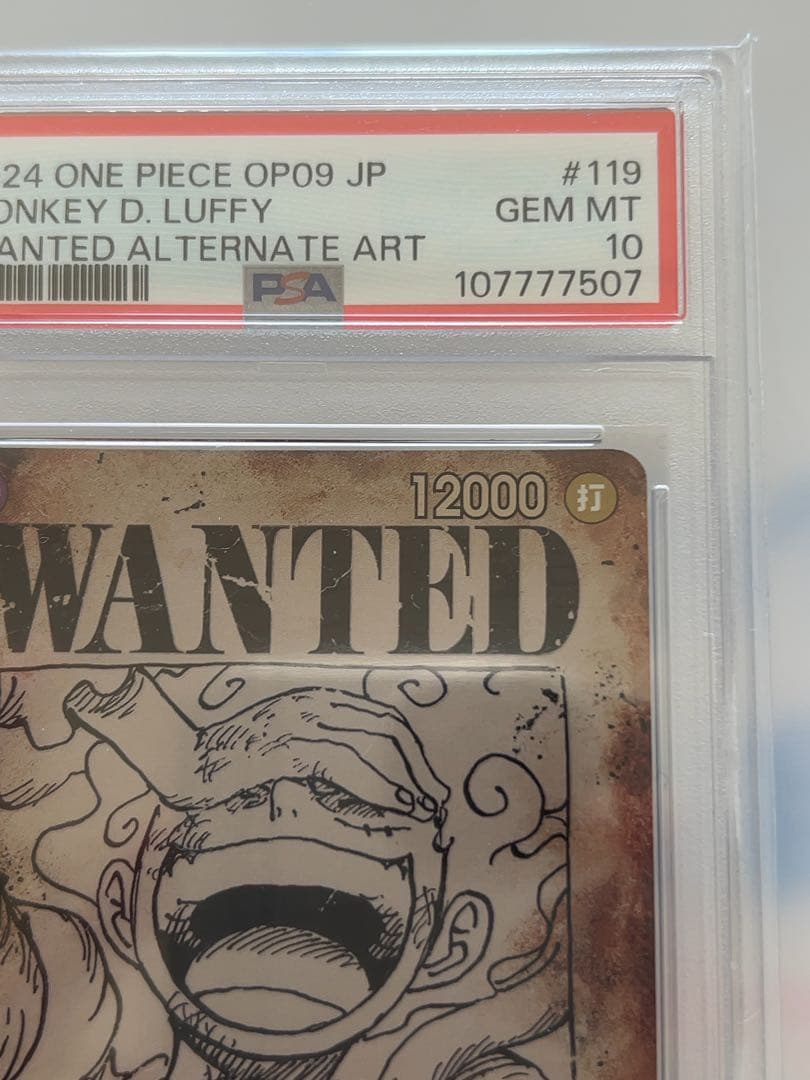 24 ONE PIECE OP09 JP #119
ONKEY D. LUFFY GEM MT
ANTED ALTERNATE ART 10
PSA 107777507
12000 打
WANTED